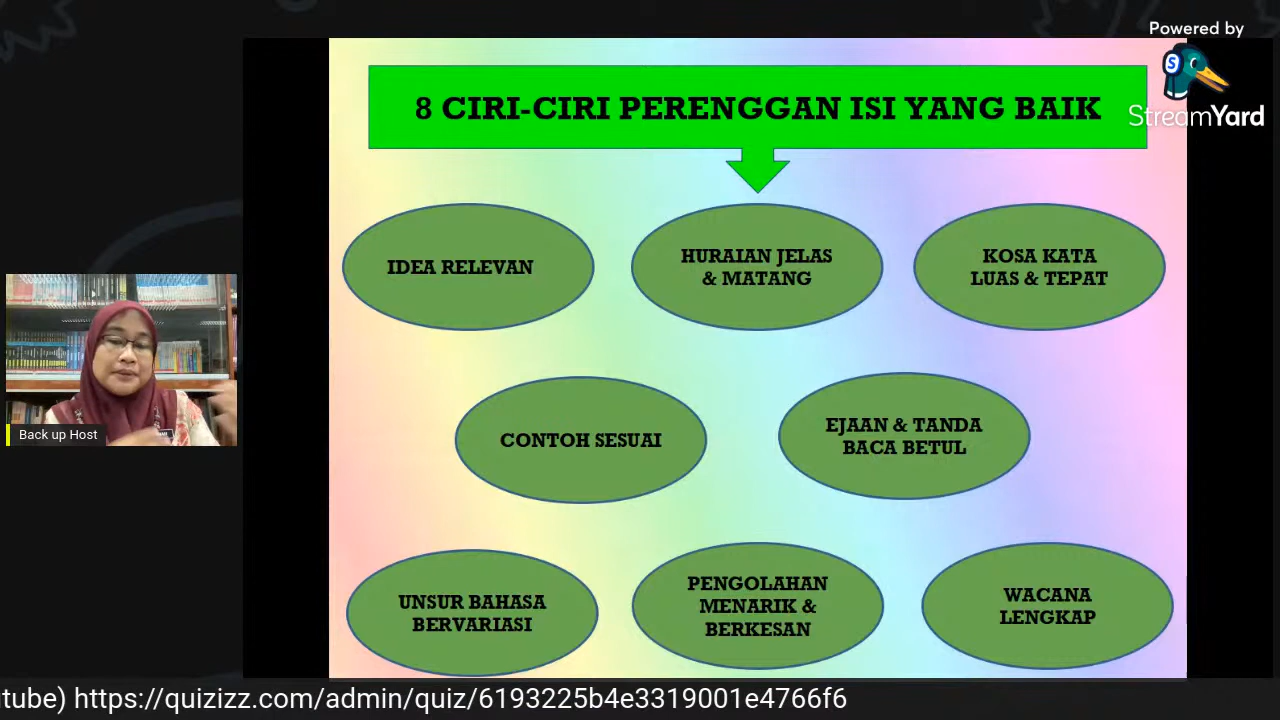 Powered by
StreamYard
8 CIRI-CIRI PERENGGAN ISI YANG BAIK
IDEA RELEVAN
HURAIAN JELAS
& MATANG
KOSA KATA
LUAS & TEPAT
CONTOH SESUAI
EJAAN & TANDA
BACA BETUL
UNSUR BAHASA
BERVARIASI
PENGOLAHAN
MENARIK &
BERKESAN
WACANA
LENGKAP
Back up Host
utube) https://quizizz.com/admin/quiz/6193225b4e3319001e4766f6